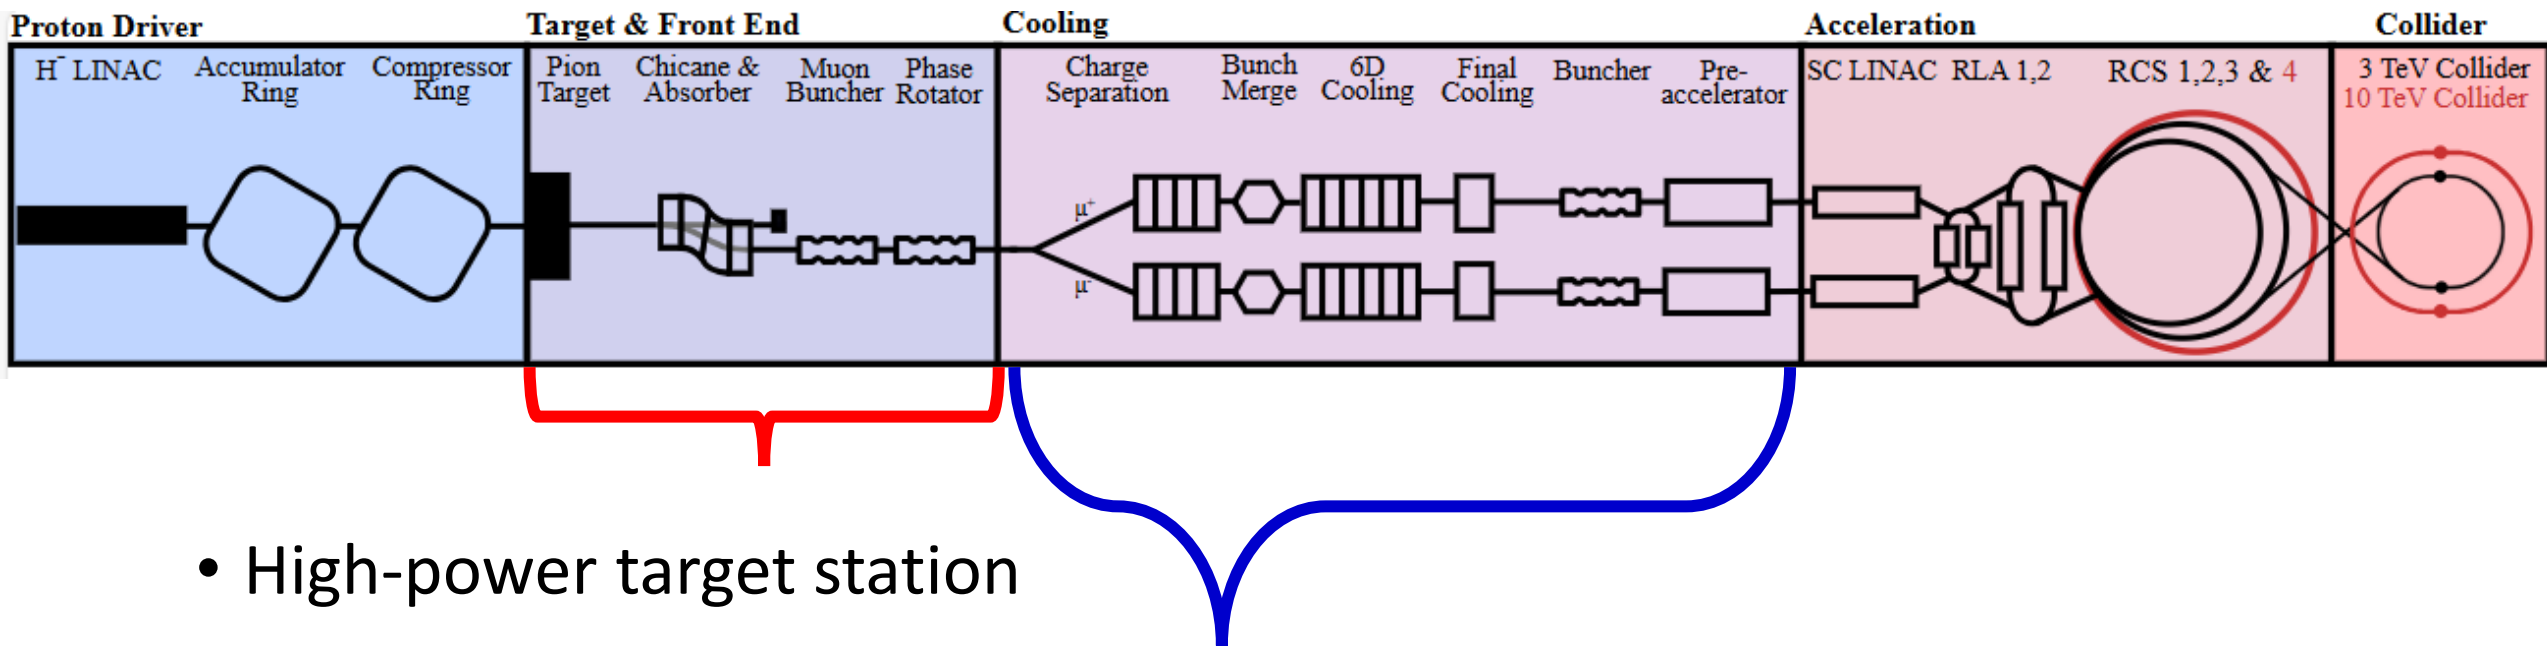 Proton Driver
Target & Front End
Cooling
Acceleration
Collider
H⁻ LINAC
Accumulator
Ring
Compressor
Ring
Pion
Target
Chicane &
Absorber
Muon
Buncher
Phase
Rotator
Charge
Separation
Bunch
Merge
6D
Cooling
Final
Cooling
Buncher
Pre-
accelerator
SC LINAC
RLA 1,2
RCS 1,2,3 & 4
3 TeV Collider
10 TeV Collider
μ⁺
μ⁻
• High-power target station